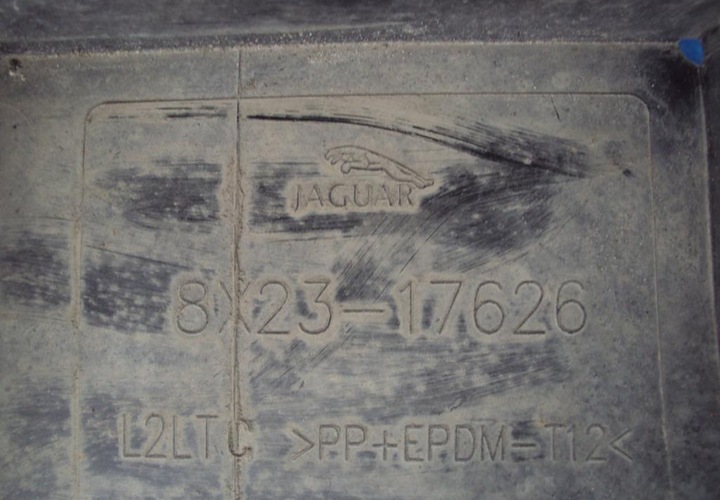 JAGUAR
8X23-17626
L2LTC >PP+EPDM-T12<